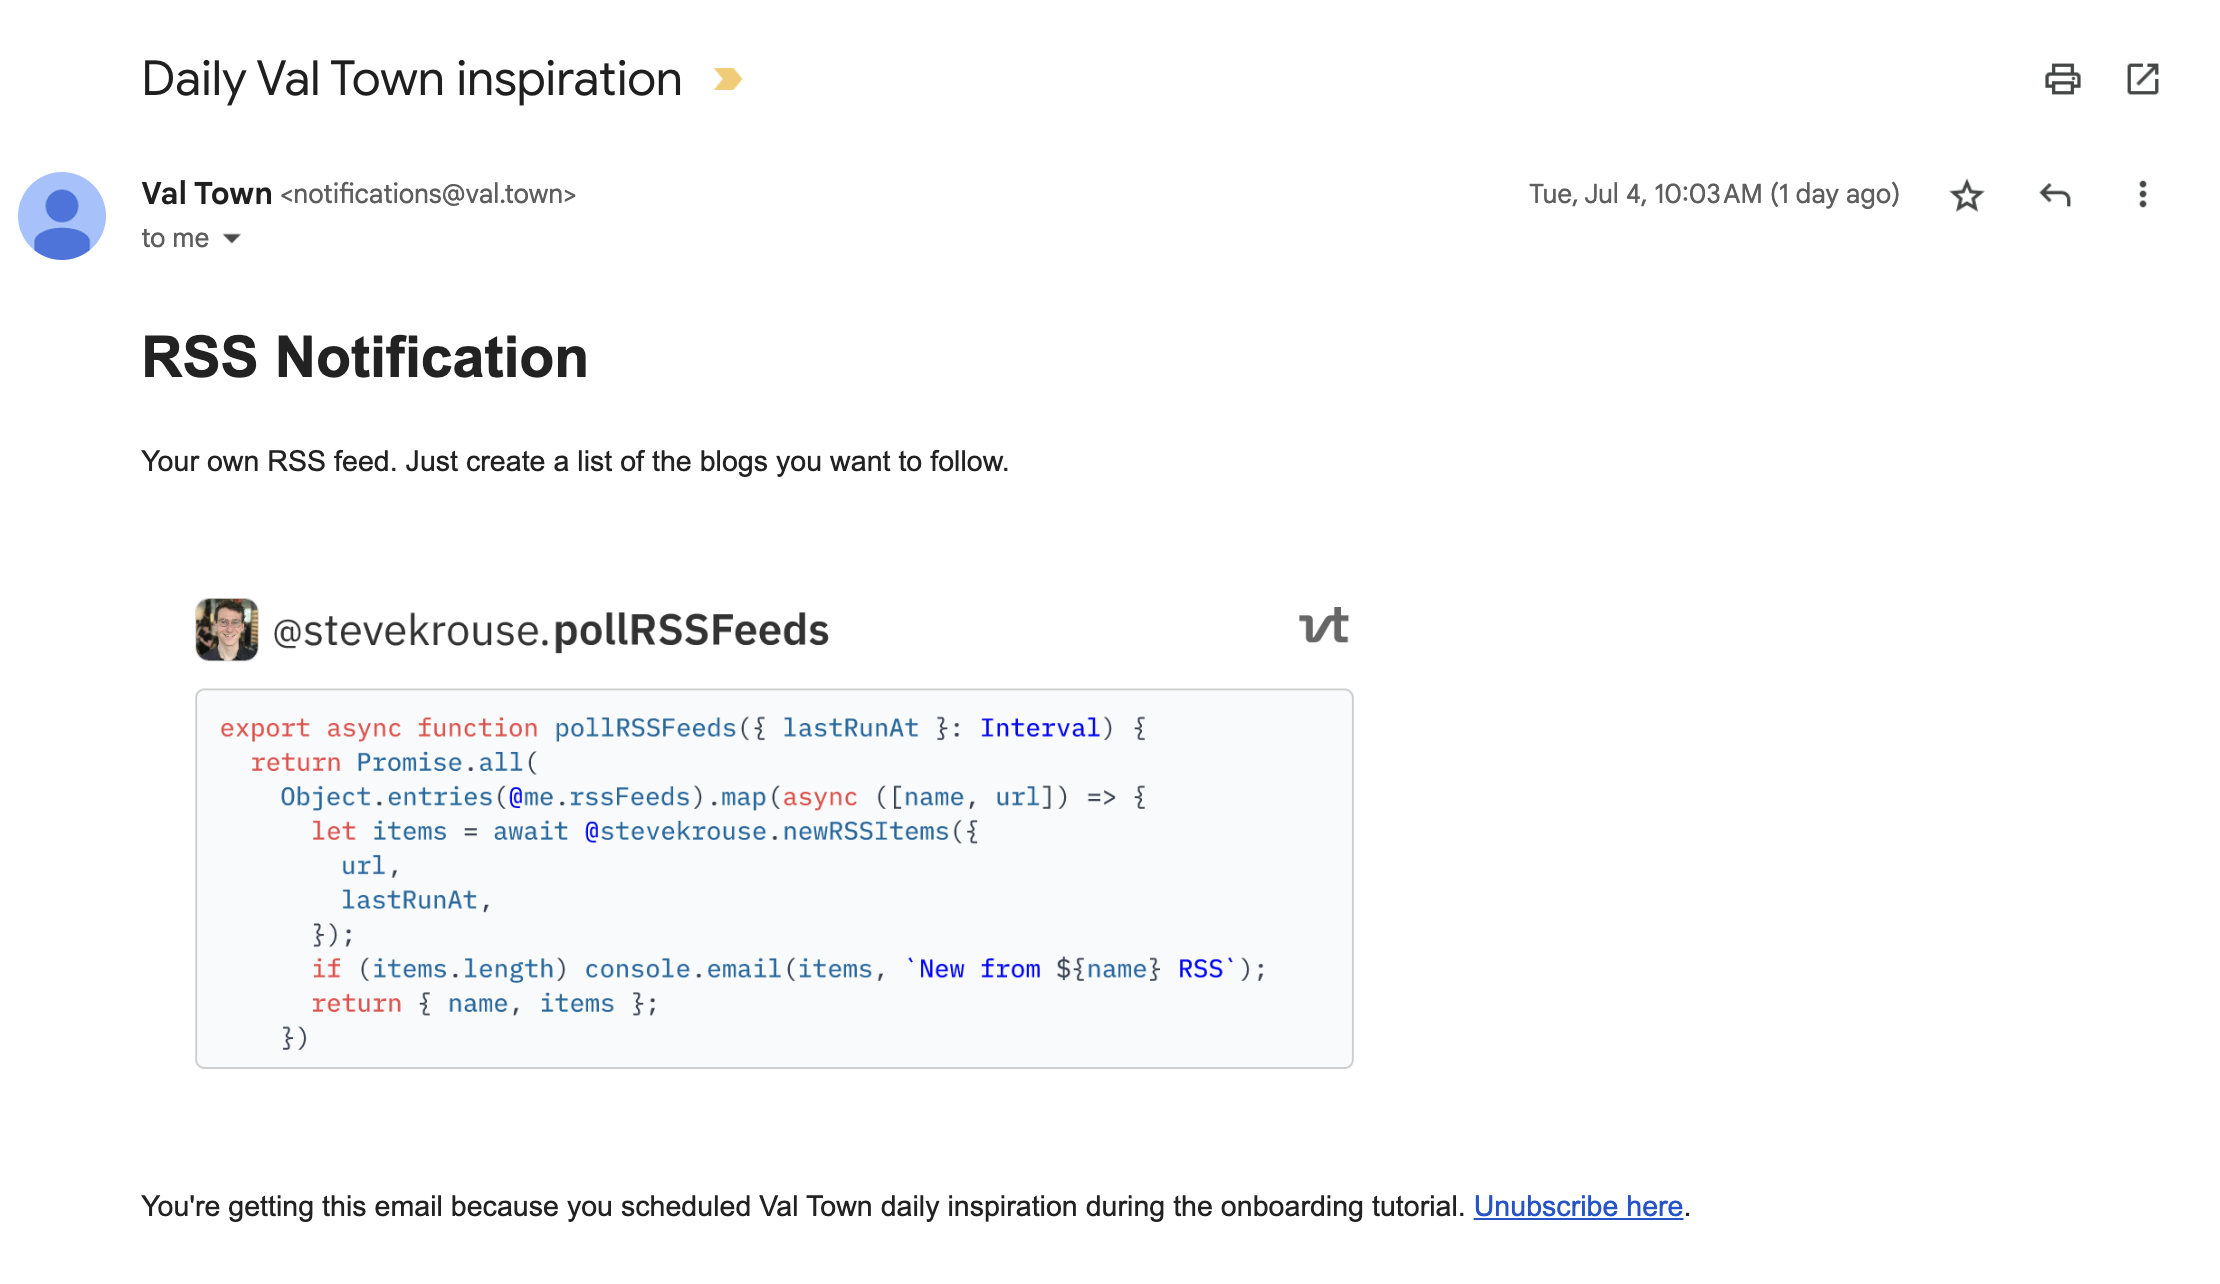 Daily Val Town inspiration
Val Town <notifications@val.town>
Tue, Jul 4, 10:03 AM (1 day ago)
to me
RSS Notification
Your own RSS feed. Just create a list of the blogs you want to follow.
@stevekrouse.pollRSSFeeds
vt
export async function pollRSSFeeds({ lastRunAt }: Interval) {
  return Promise.all(
    Object.entries(@me.rssFeeds).map(async ([name, url]) => {
      let items = await @stevekrouse.newRSSItems({
        url,
        lastRunAt,
      });
      if (items.length) console.email(items, `New from ${name} RSS`);
      return { name, items };
    })
You're getting this email because you scheduled Val Town daily inspiration during the onboarding tutorial. Unubscribe here.